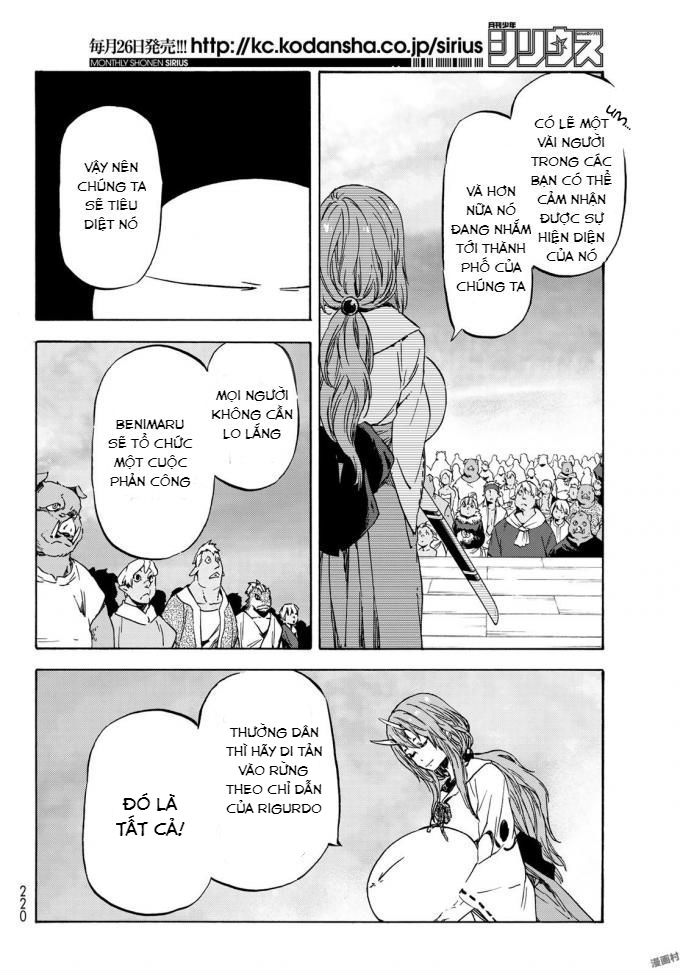 毎月26日発売!!! http://kc.kodansha.co.jp/sirius
MONTHLY SHONEN SIRIUS
月刊少年
シリウス
UM...
CÓ LẼ MỘT
VÀI NGƯỜI
TRONG CÁC
BẠN CÓ THỂ
CẢM NHẬN
ĐƯỢC SỰ
HIỆN DIỆN
CỦA NÓ
VÀ HƠN
NỮA NÓ
ĐANG NHẮM
TỚI THÀNH
PHỐ CỦA
CHÚNG TA
VẬY NÊN
CHÚNG TA
SẼ TIÊU
DIỆT NÓ
MỌI NGƯỜI
KHÔNG CẦN
LO LẮNG
BENIMARU
SẼ TỔ CHỨC
MỘT CUỘC
PHẢN CÔNG
THƯỜNG DÂN
THÌ HÃY DI TẢN
VÀO RỪNG
THEO CHỈ DẪN
CỦA RIGURDO
ĐÓ LÀ
TẤT CẢ!
220
漫画村